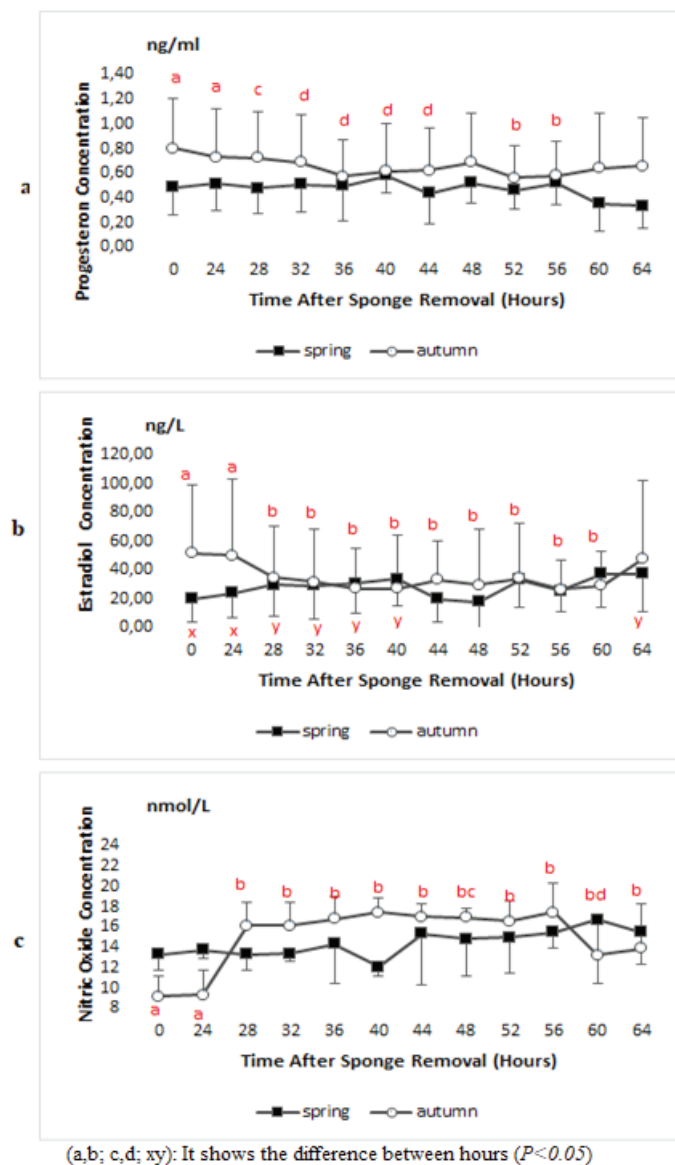 ng/ml
1,40
1,20
1,00
0,80
0,60
0,40
0,20
0,00
Progesteron Concentration
a a c d d d d b b
0 24 28 32 36 40 44 48 52 56 60 64
Time After Sponge Removal (Hours)
spring autumn
a
ng/L
120,00
100,00
80,00
60,00
40,00
20,00
0,00
Estradiol Concentration
a a b b b b b b b b b
x x y y y y y
0 24 28 32 36 40 44 48 52 56 60 64
Time After Sponge Removal (Hours)
spring autumn
b
nmol/L
24
22
20
18
16
14
12
10
8
Nitric Oxide Concentration
b b b b b bc b b bd b
a a
0 24 28 32 36 40 44 48 52 56 60 64
Time After Sponge Removal (Hours)
spring autumn
c
(a,b; c,d; xy): It shows the difference between hours (P<0.05)